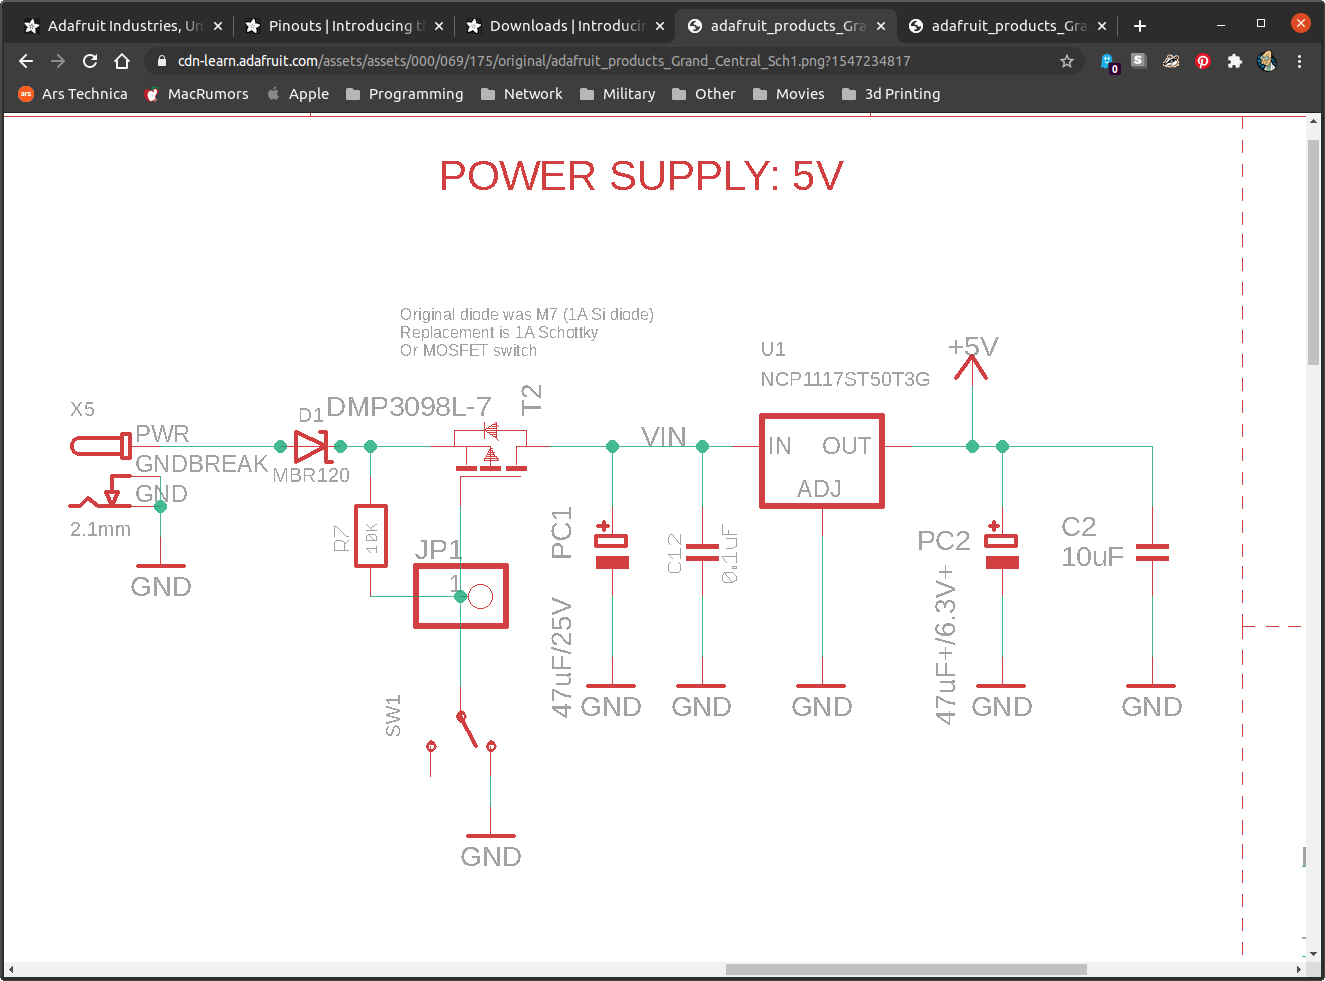 Adafruit Industries, Un
Pinouts | Introducing t
Downloads | Introducin
adafruit_products_Gra
adafruit_products_Gra
cdn-learn.adafruit.com/assets/assets/000/069/175/original/adafruit_products_Grand_Central_Sch1.png?1547234817
0
S
ars
Ars Technica
MacRumors
Apple
Programming
Network
Military
Other
Movies
3d Printing
POWER SUPPLY: 5V
Original diode was M7 (1A Si diode)
Replacement is 1A Schottky
Or MOSFET switch
U1
NCP1117ST50T3G
+5V
X5
PWR
GNDBREAK
GND
2.1mm
GND
D1
MBR120
DMP3098L-7
T2
VIN
IN
OUT
ADJ
R7
10K
JP1
1
PC1
47uF/25V
C12
0.1uF
PC2
47uF+/6.3V+
C2
10uF
GND
GND
GND
GND
GND
SW1
GND